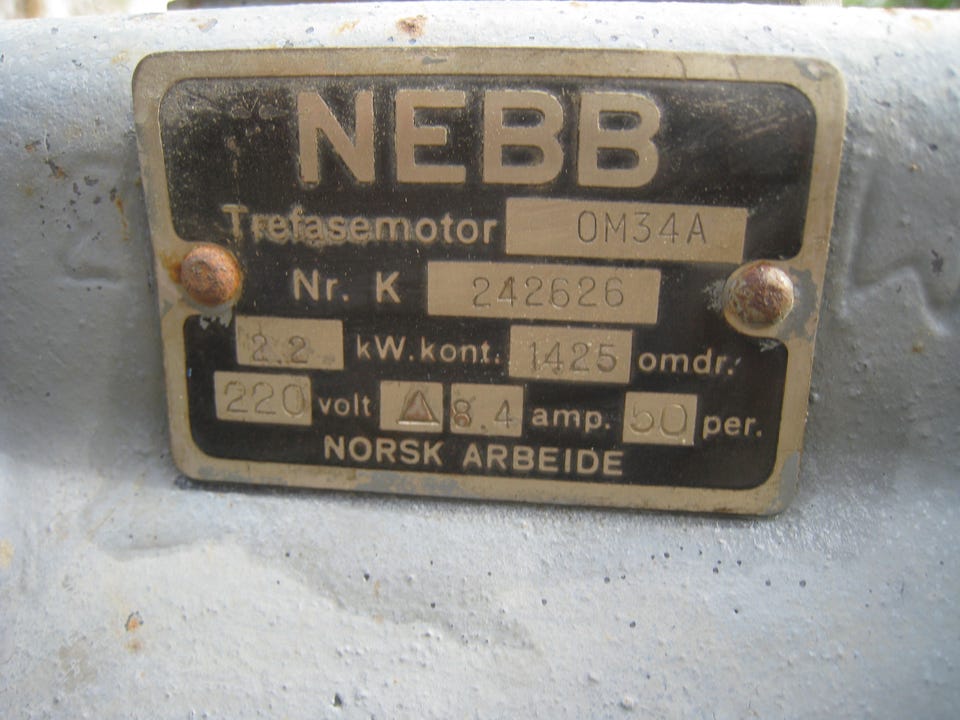 NEBB
Trefasemotor OM34A
Nr. K 242626
2.2 kW.kont. 1425 omdr.
220 volt △ 8.4 amp. 50 per.
NORSK ARBEIDE